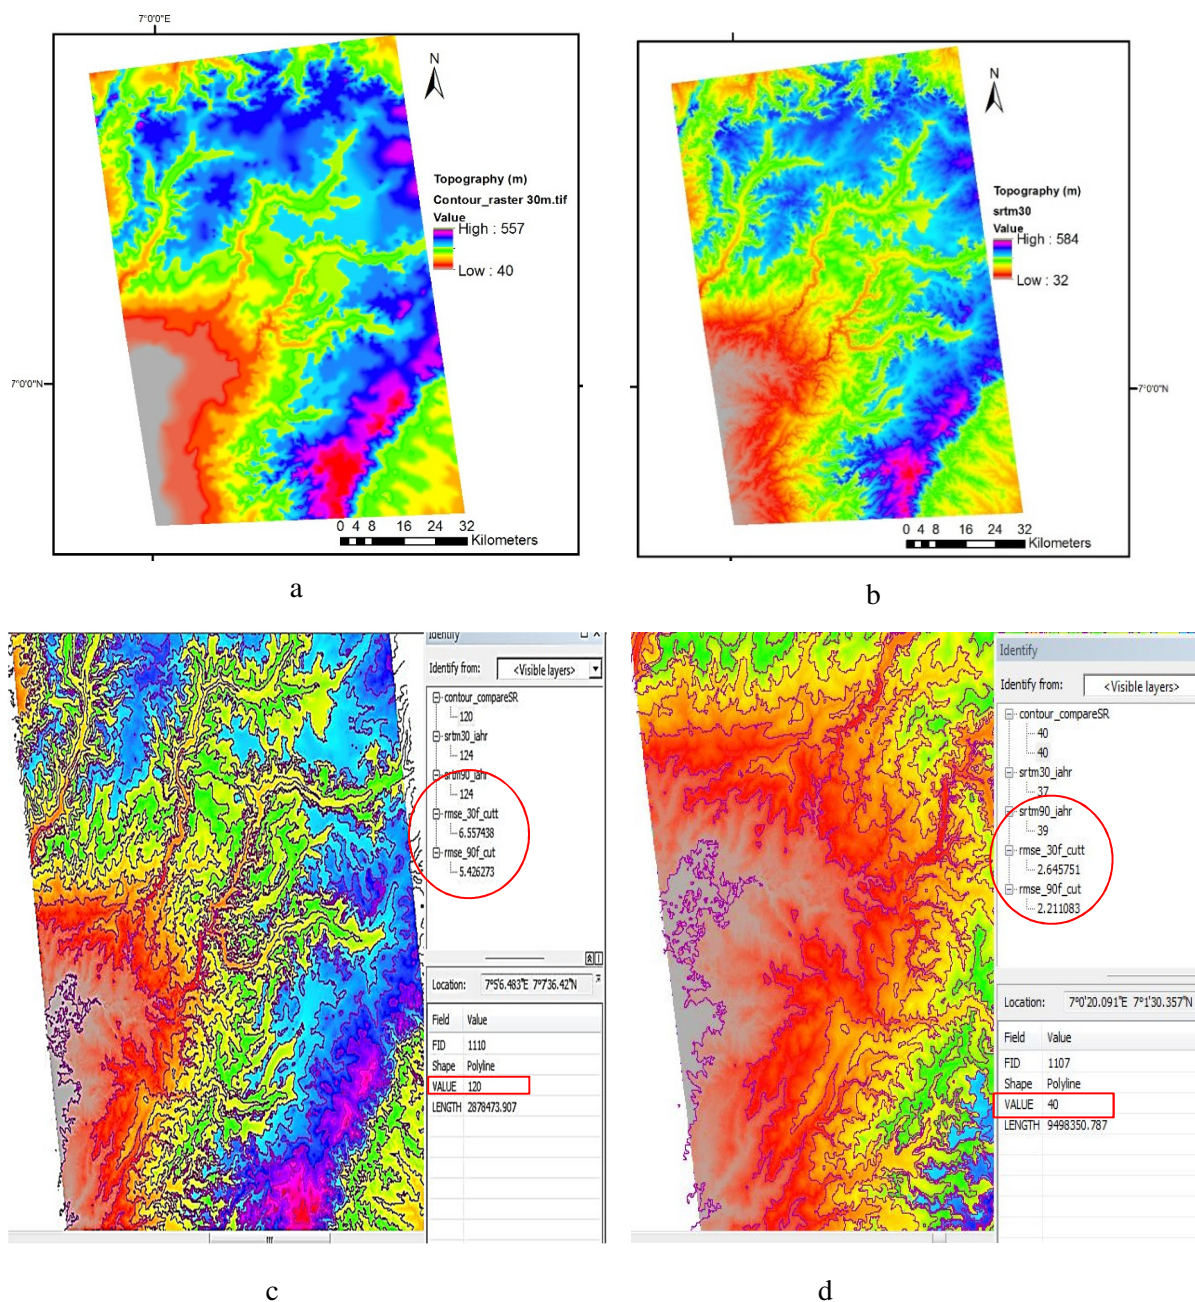 7°0'0"E
N
Topography (m)
Contour_raster 30m.tif
Value
High : 557
Low : 40
7°0'0"N
0 4 8 16 24 32
Kilometers
a
N
Topography (m)
srtm30
Value
High : 584
Low : 32
7°0'0"N
0 4 8 16 24 32
Kilometers
b
Identify
Identify from: <Visible layers>
contour_compareSR
120
srtm30_iahr
124
srtm90_iahr
124
rmse_30f_cutt
6.557438
rmse_90f_cut
5.426273
Location: 7°5'6.483"E 7°7'36.42"N
Field Value
FID 1110
Shape Polyline
VALUE 120
LENGTH 2878473.907
c
Identify
Identify from: <Visible layers>
contour_compareSR
40
40
srtm30_iahr
37
srtm90_iahr
39
rmse_30f_cutt
2.645751
rmse_90f_cut
2.211083
Location: 7°0'20.091"E 7°1'30.357"N
Field Value
FID 1107
Shape Polyline
VALUE 40
LENGTH 9498350.787
d